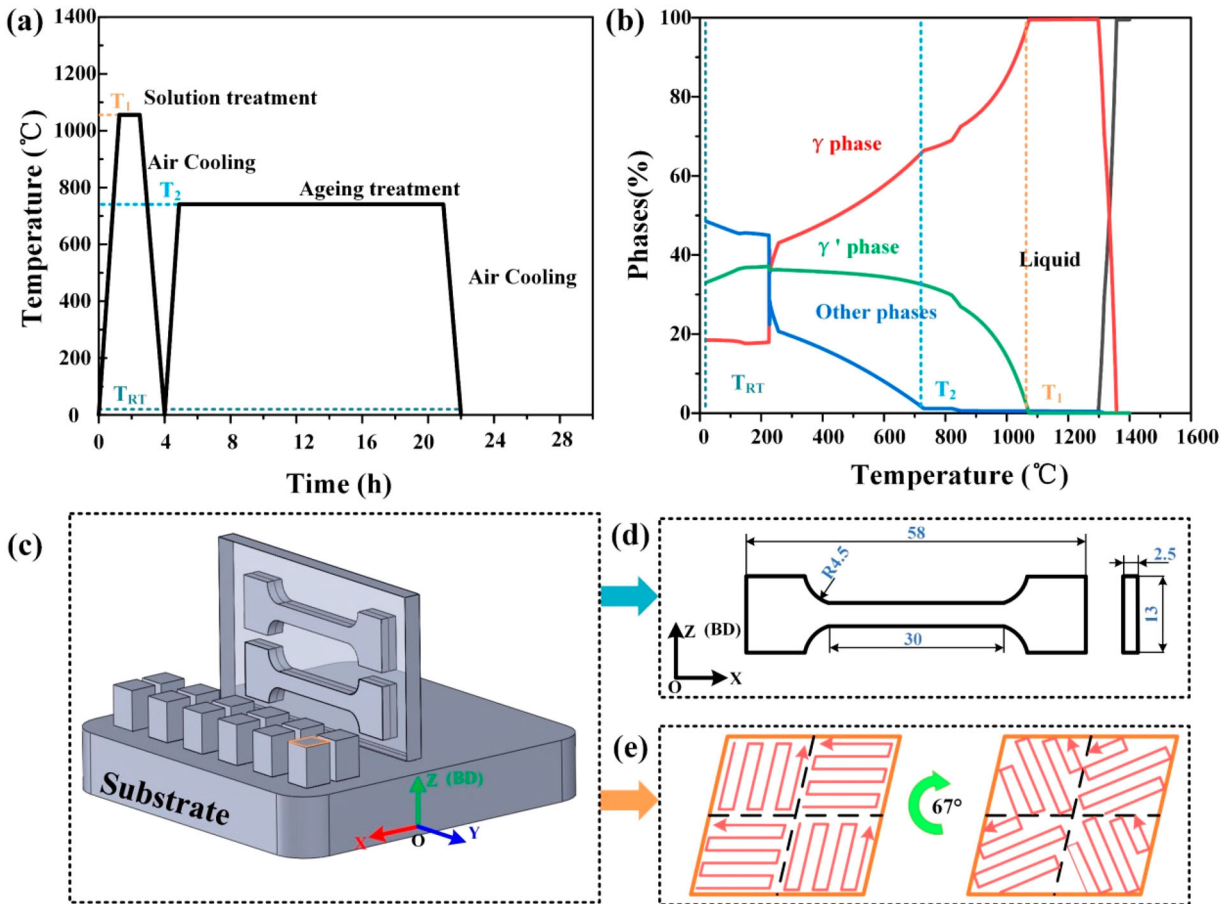 (a)
1400
1200
1000
800
600
400
200
0
Temperature (℃)
T1
Solution treatment
Air Cooling
T2
Ageing treatment
Air Cooling
TRT
0 4 8 12 16 20 24 28
Time (h)
(b)
100
80
60
40
20
0
Phases(%)
γ phase
γ ' phase
Liquid
Other phases
TRT
T2
T1
0 200 400 600 800 1000 1200 1400 1600
Temperature (℃)
(c)
Substrate
Z (BD)
X
O
Y
(d)
58
2.5
R4.5
13
Z (BD)
30
O
X
(e)
67°